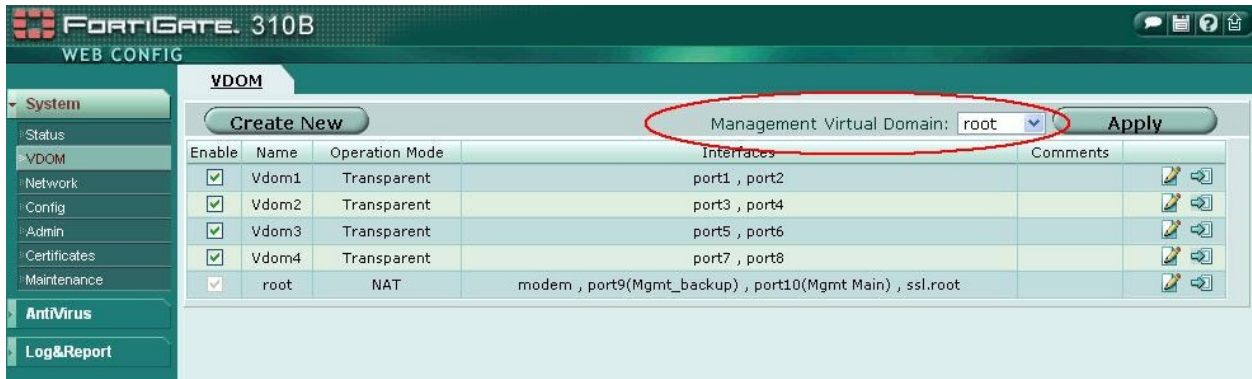 FORTIGATE. 310B
WEB CONFIG
VDOM
System
Status
VDOM
Network
Config
Admin
Certificates
Maintenance
AntiVirus
Log&Report
Create New Management Virtual Domain: root Apply
Enable Name Operation Mode Interfaces Comments
Vdom1 Transparent port1 , port2
Vdom2 Transparent port3 , port4
Vdom3 Transparent port5 , port6
Vdom4 Transparent port7 , port8
root NAT modem , port9(Mgmt_backup) , port10(Mgmt Main) , ssl.root